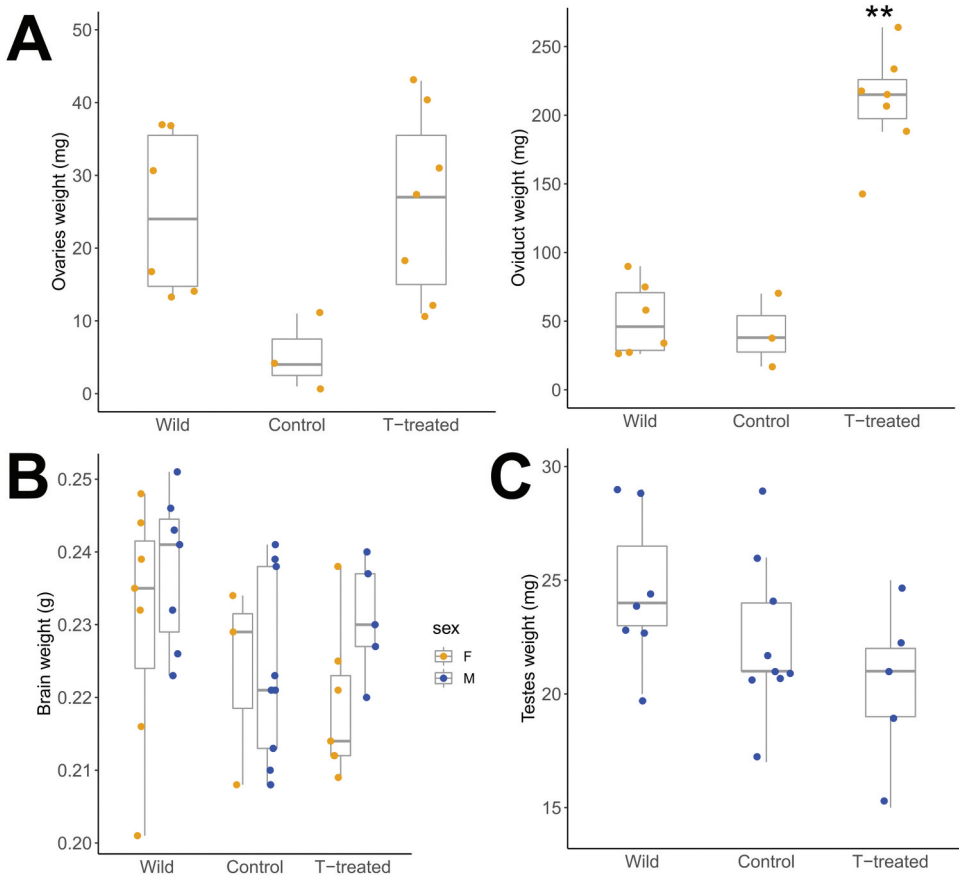 A
Ovaries weight (mg)
50
40
30
20
10
0
Wild Control T−treated
**
Oviduct weight (mg)
250
200
150
100
50
0
Wild Control T−treated
B
Brain weight (g)
0.25
0.24
0.23
0.22
0.21
0.20
Wild Control T−treated
sex
F
M
C
Testes weight (mg)
30
25
20
15
Wild Control T−treated